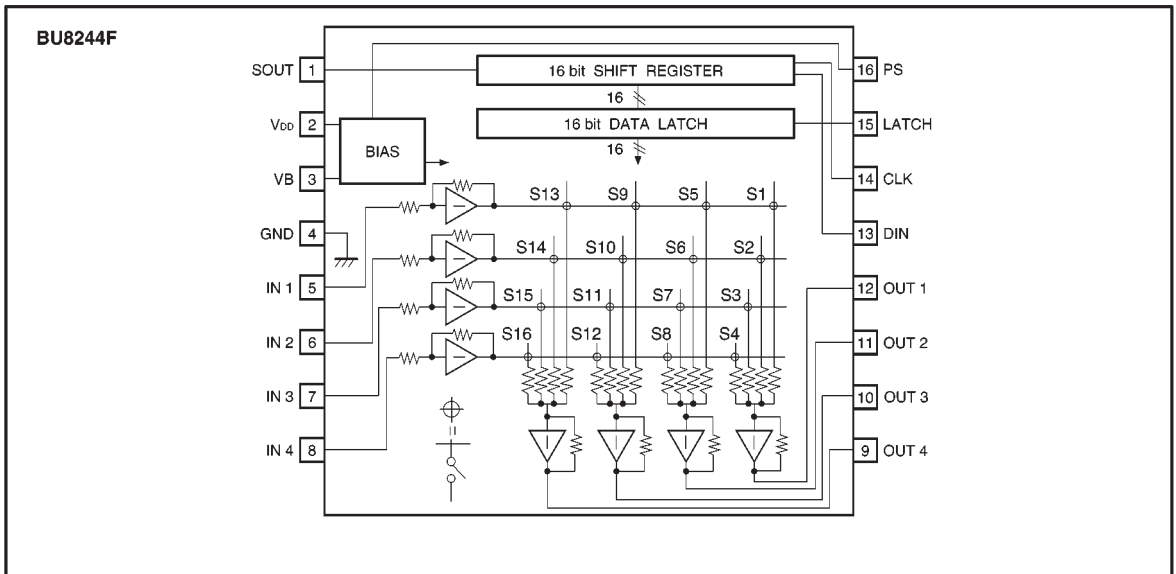 BU8244F
SOUT 1
16 bit SHIFT REGISTER
16 PS
16
VDD 2
16 bit DATA LATCH
15 LATCH
BIAS
16
VB 3
14 CLK
S13 S9 S5 S1
GND 4
13 DIN
S14 S10 S6 S2
IN 1 5
12 OUT 1
S15 S11 S7 S3
IN 2 6
S16 S12 S8 S4
11 OUT 2
IN 3 7
10 OUT 3
IN 4 8
9 OUT 4